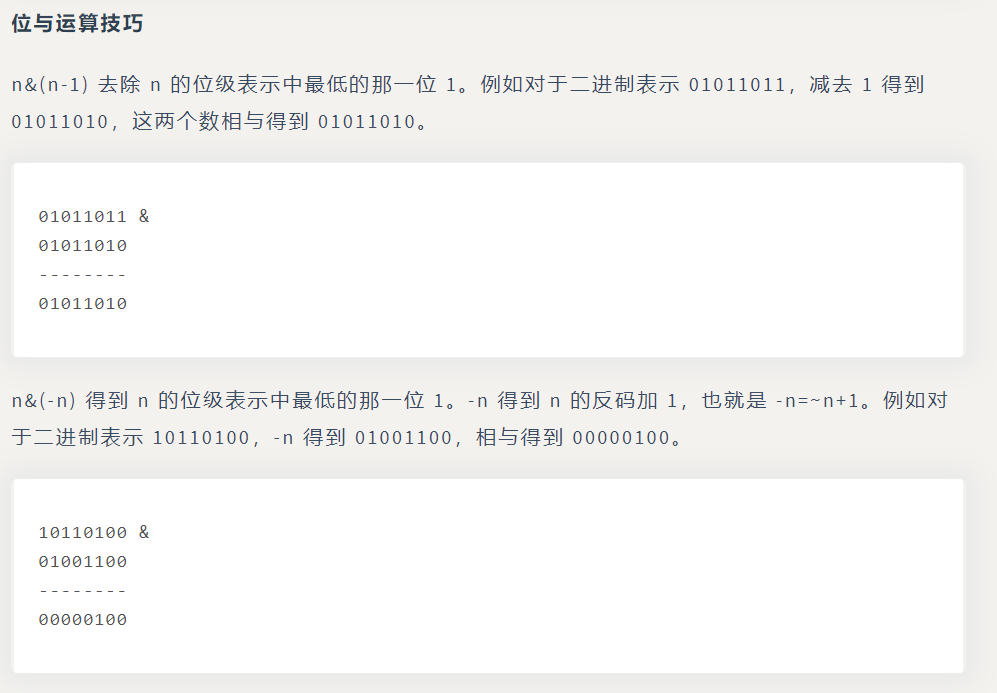 位与运算技巧
n&(n-1) 去除 n 的位级表示中最低的那一位 1。例如对于二进制表示 01011011，减去 1 得到
01011010，这两个数相与得到 01011010。
01011011 &
01011010
--------
01011010
n&(-n) 得到 n 的位级表示中最低的那一位 1。-n 得到 n 的反码加 1，也就是 -n=~n+1。例如对
于二进制表示 10110100，-n 得到 01001100，相与得到 00000100。
10110100 &
01001100
--------
00000100